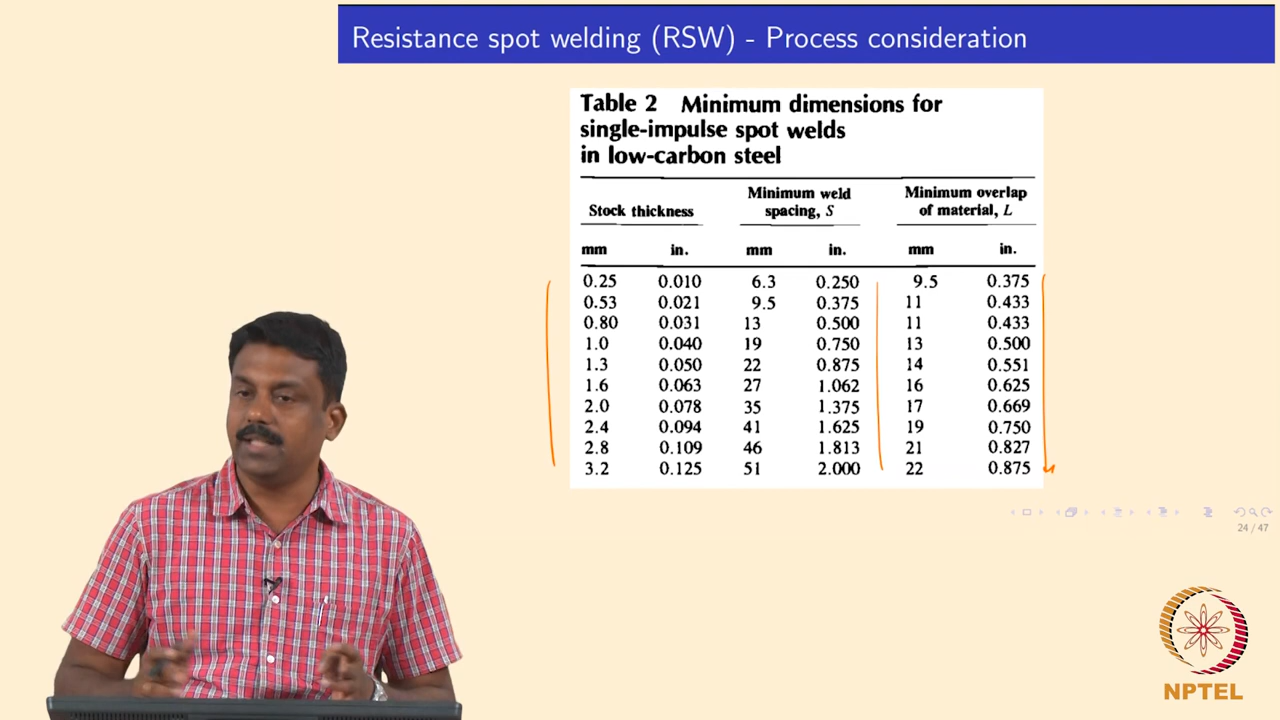 Resistance spot welding (RSW) - Process consideration
Table 2 Minimum dimensions for
single-impulse spot welds
in low-carbon steel
Stock thickness Minimum weld spacing, S Minimum overlap of material, L
mm in. mm in. mm in.
0.25 0.010 6.3 0.250 9.5 0.375
0.53 0.021 9.5 0.375 11 0.433
0.80 0.031 13 0.500 11 0.433
1.0 0.040 19 0.750 13 0.500
1.3 0.050 22 0.875 14 0.551
1.6 0.063 27 1.062 16 0.625
2.0 0.078 35 1.375 17 0.669
2.4 0.094 41 1.625 19 0.750
2.8 0.109 46 1.813 21 0.827
3.2 0.125 51 2.000 22 0.875
24 / 47
NPTEL